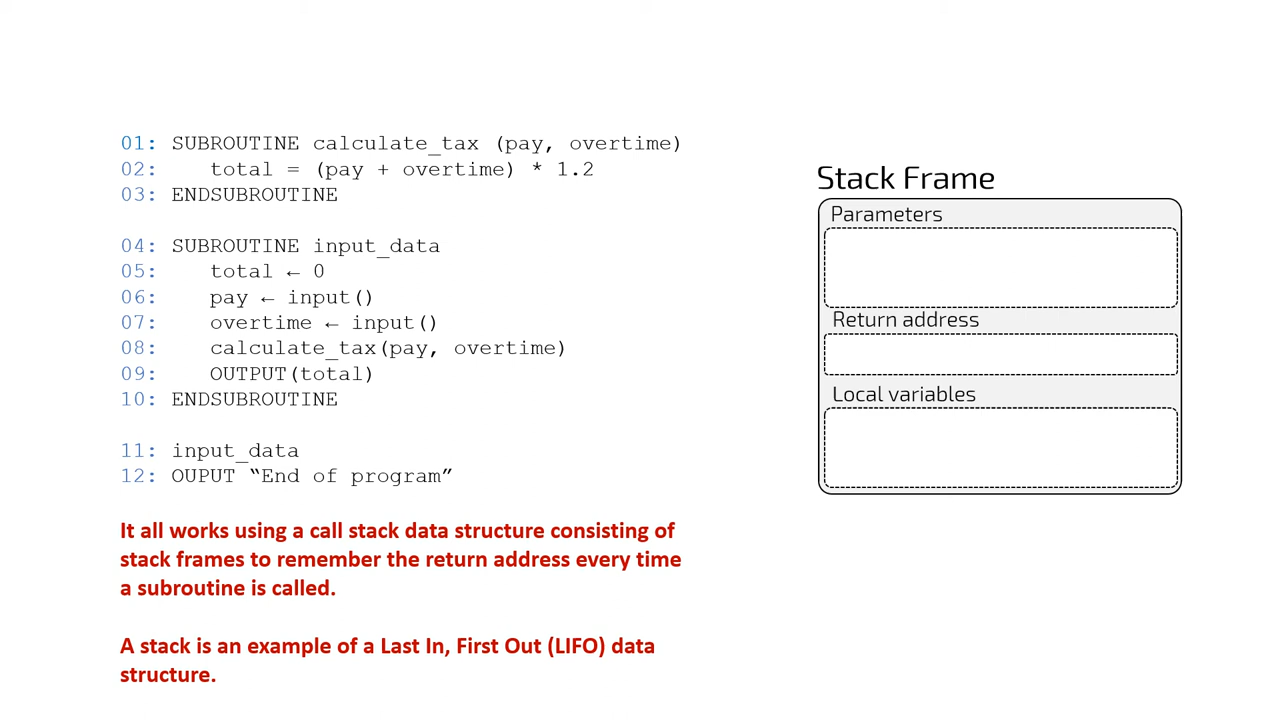 01: SUBROUTINE calculate_tax (pay, overtime)
02: total = (pay + overtime) * 1.2
03: ENDSUBROUTINE
04: SUBROUTINE input_data
05: total ← 0
06: pay ← input()
07: overtime ← input()
08: calculate_tax(pay, overtime)
09: OUTPUT(total)
10: ENDSUBROUTINE
11: input_data
12: OUPUT “End of program”
It all works using a call stack data structure consisting of
stack frames to remember the return address every time
a subroutine is called.
A stack is an example of a Last In, First Out (LIFO) data
structure.
Stack Frame
Parameters
Return address
Local variables